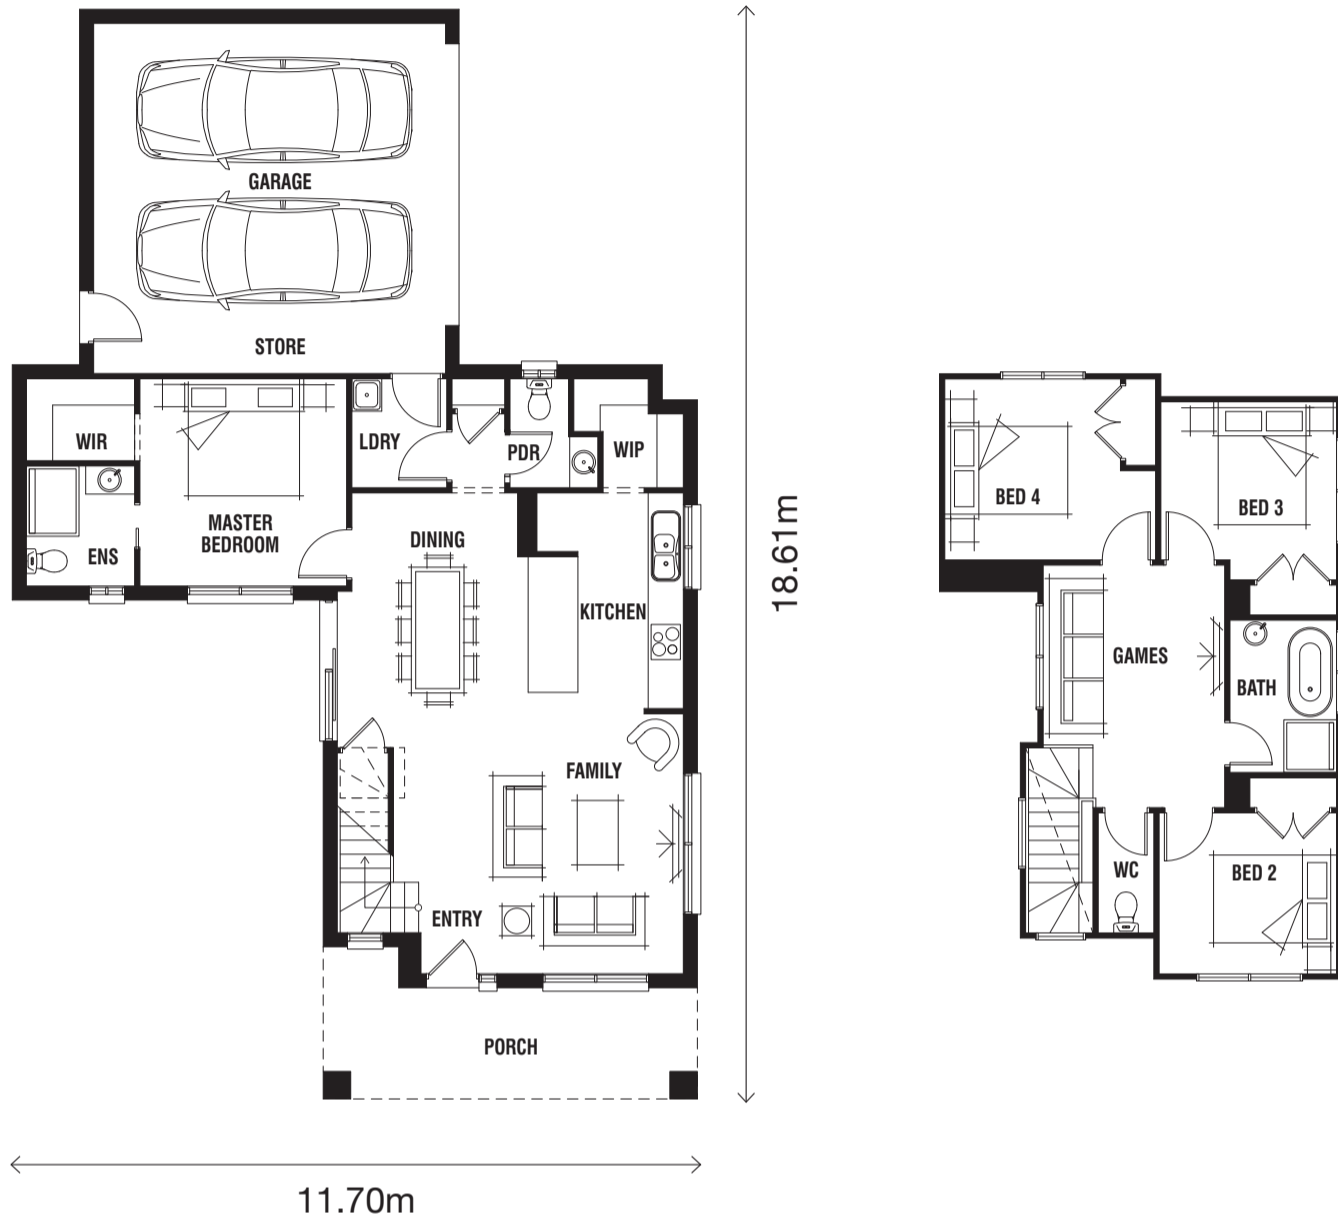 GARAGE
STORE
WIR
LDRY
PDR
WIP
MASTER
BEDROOM
ENS
DINING
KITCHEN
FAMILY
ENTRY
PORCH
18.61m
11.70m
BED 4
BED 3
GAMES
BATH
WC
BED 2